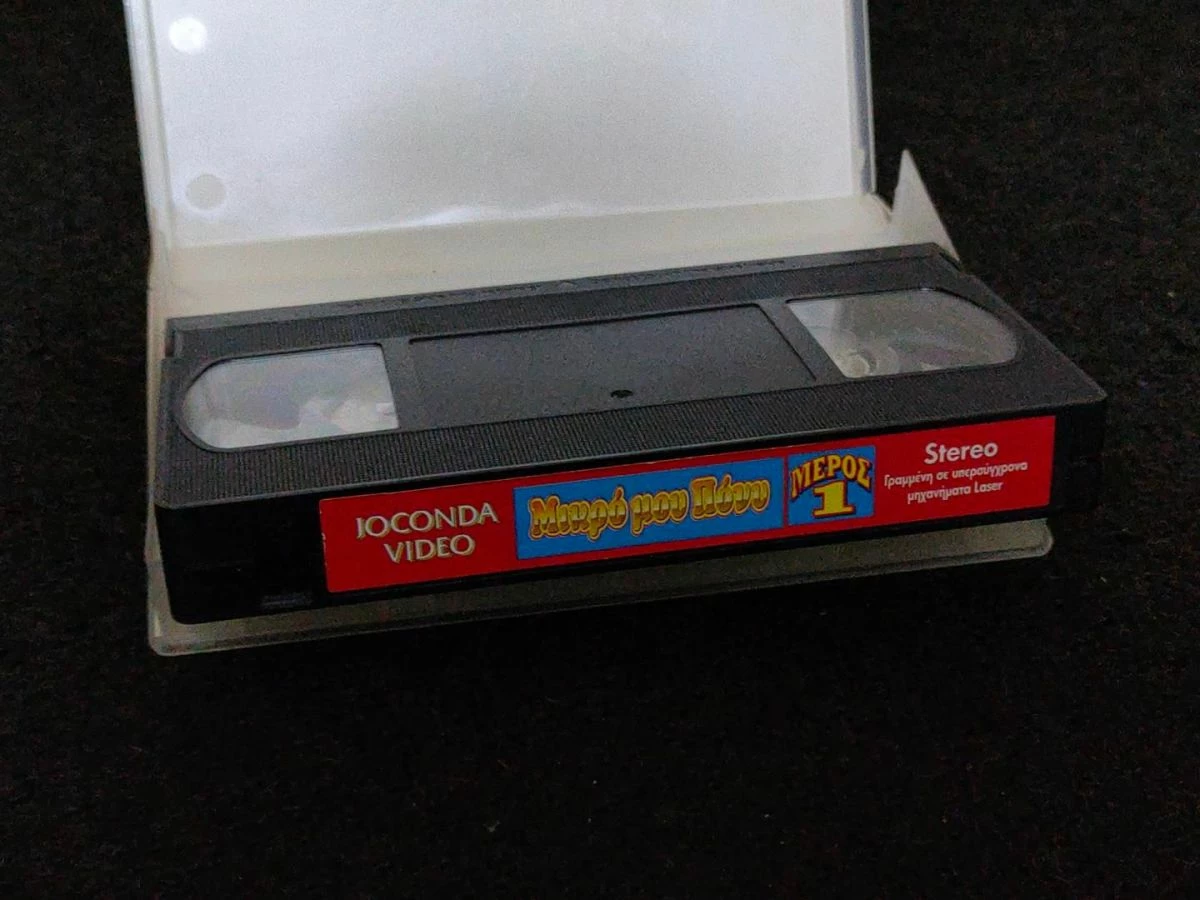 JOCONDA
VIDEO
Μικρό μου Πόνυ
ΜΕΡΟΣ
1
Stereo
Γραμμένη σε υπερσύγχρονα
μηχανήματα Laser